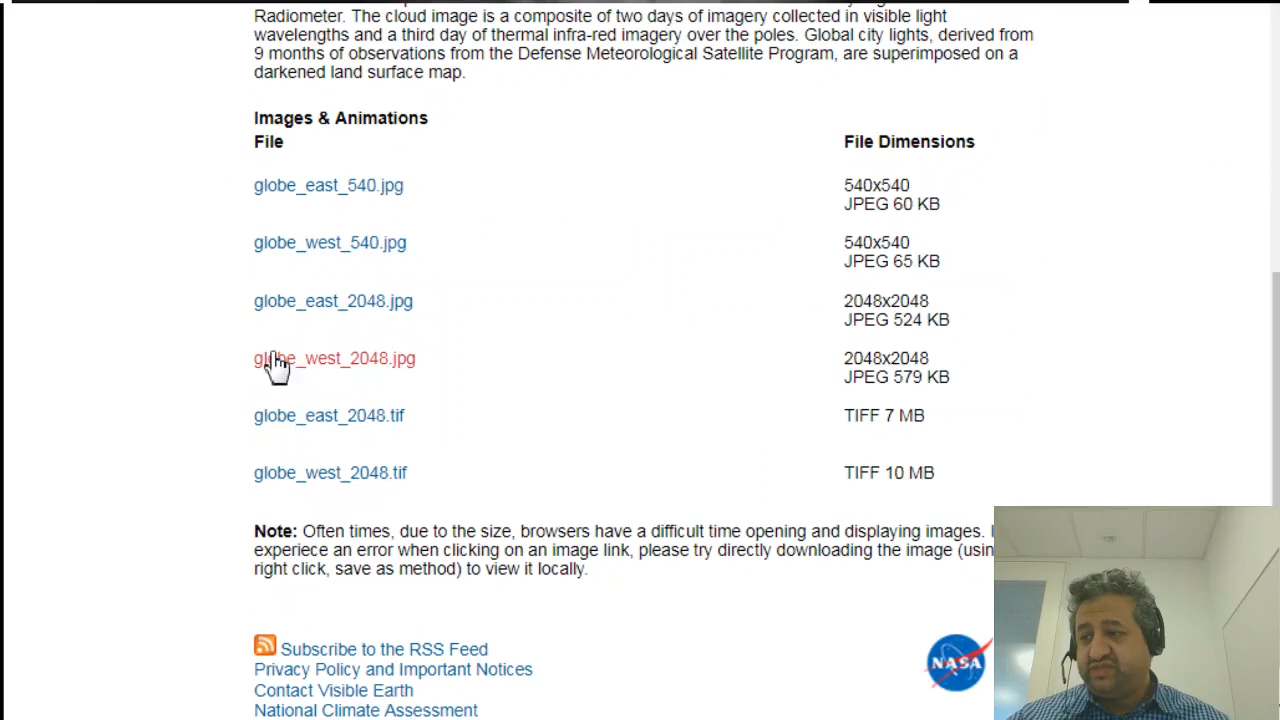 Radiometer. The cloud image is a composite of two days of imagery collected in visible light
wavelengths and a third day of thermal infra-red imagery over the poles. Global city lights, derived from
9 months of observations from the Defense Meteorological Satellite Program, are superimposed on a
darkened land surface map.
Images & Animations
File File Dimensions
globe_east_540.jpg 540x540
JPEG 60 KB
globe_west_540.jpg 540x540
JPEG 65 KB
globe_east_2048.jpg 2048x2048
JPEG 524 KB
globe_west_2048.jpg 2048x2048
JPEG 579 KB
globe_east_2048.tif TIFF 7 MB
globe_west_2048.tif TIFF 10 MB
Note: Often times, due to the size, browsers have a difficult time opening and displaying images.
experiece an error when clicking on an image link, please try directly downloading the image (usin
right click, save as method) to view it locally.
Subscribe to the RSS Feed
Privacy Policy and Important Notices
NASA
Contact Visible Earth
National Climate Assessment